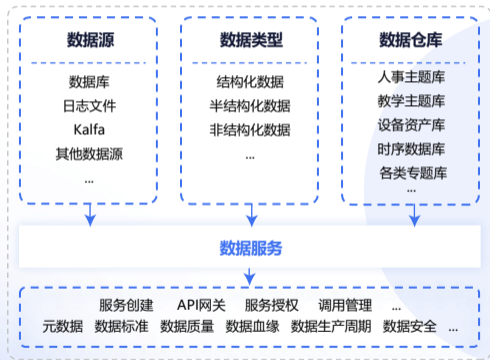 数据源
数据库
日志文件
Kalfa
其他数据源
...
数据类型
结构化数据
半结构化数据
非结构化数据
...
数据仓库
人事主题库
教学主题库
设备资产库
时序数据库
各类专题库
...
数据服务
服务创建 API网关 服务授权 调用管理 ...
元数据 数据标准 数据质量 数据血缘 数据生产周期 数据安全 ...